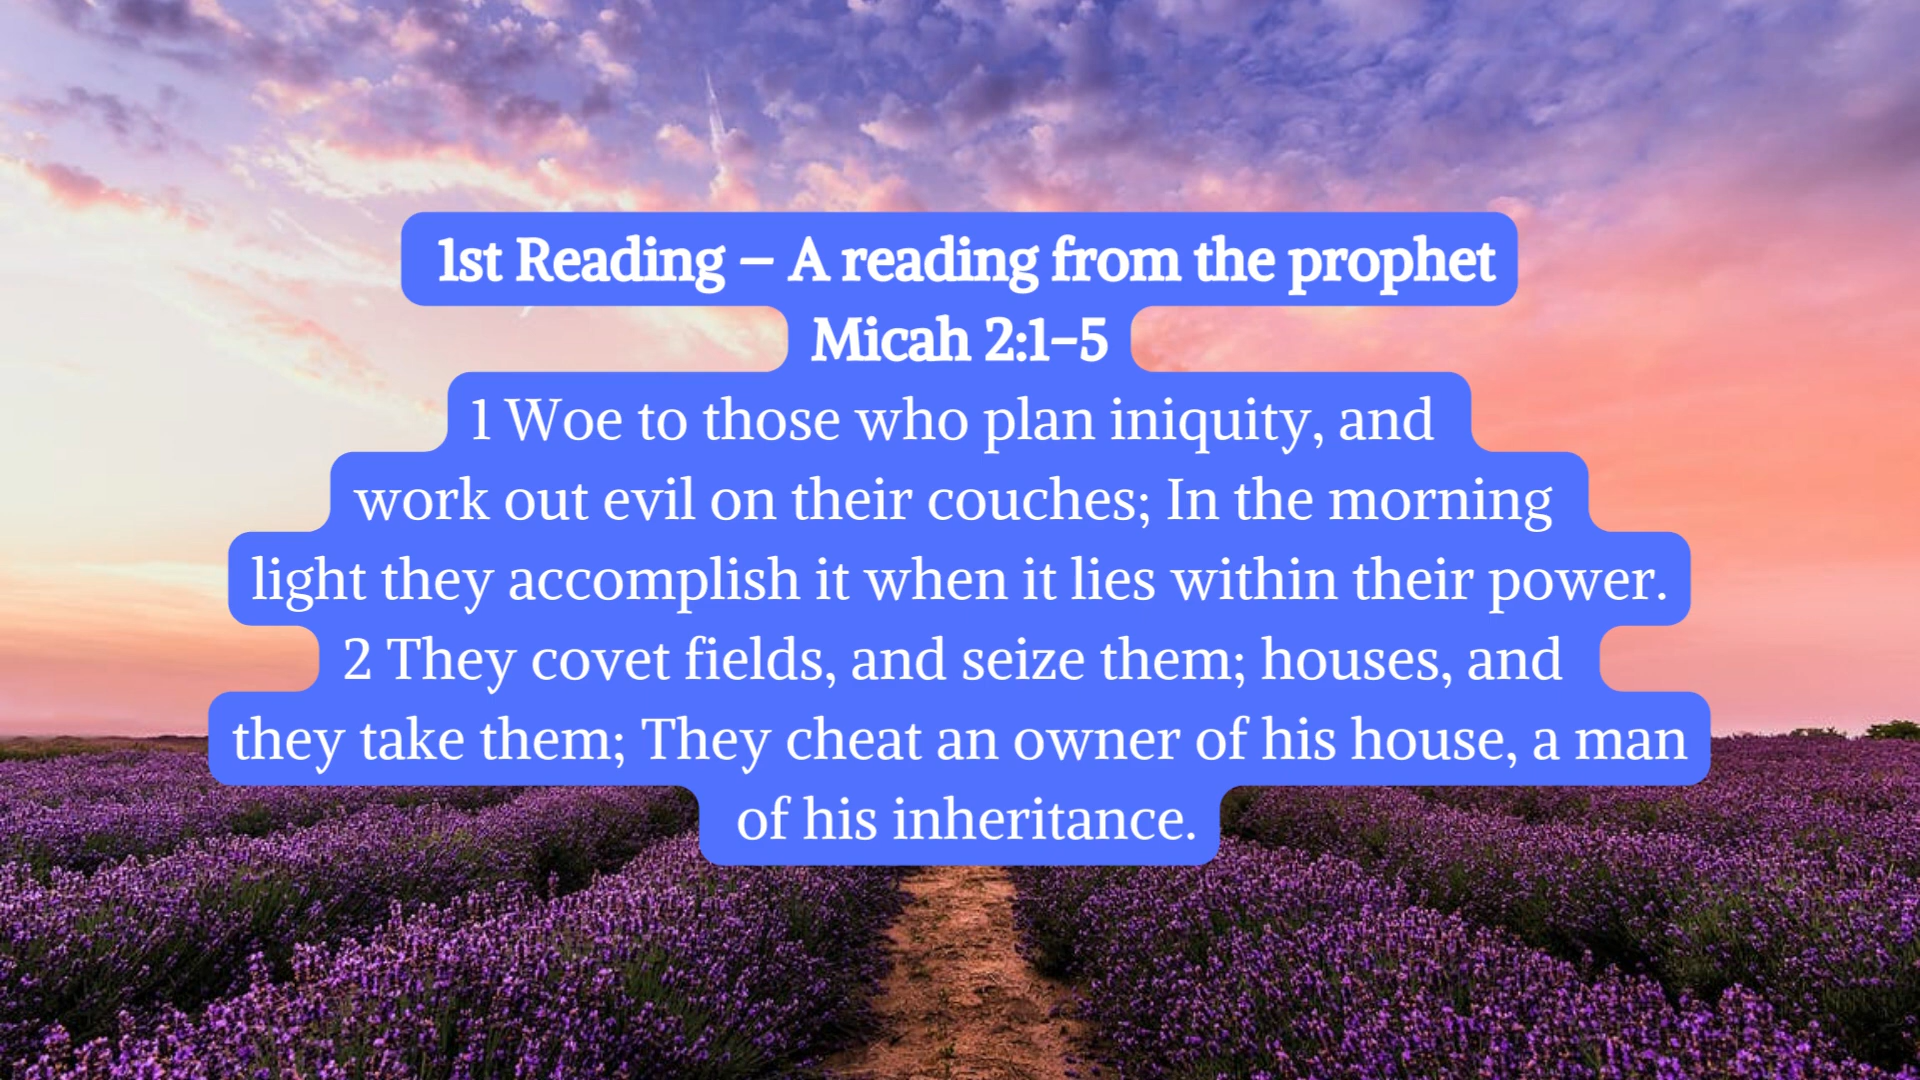 1st Reading – A reading from the prophet
Micah 2:1–5
1 Woe to those who plan iniquity, and
work out evil on their couches; In the morning
light they accomplish it when it lies within their power.
2 They covet fields, and seize them; houses, and
they take them; They cheat an owner of his house, a man
of his inheritance.